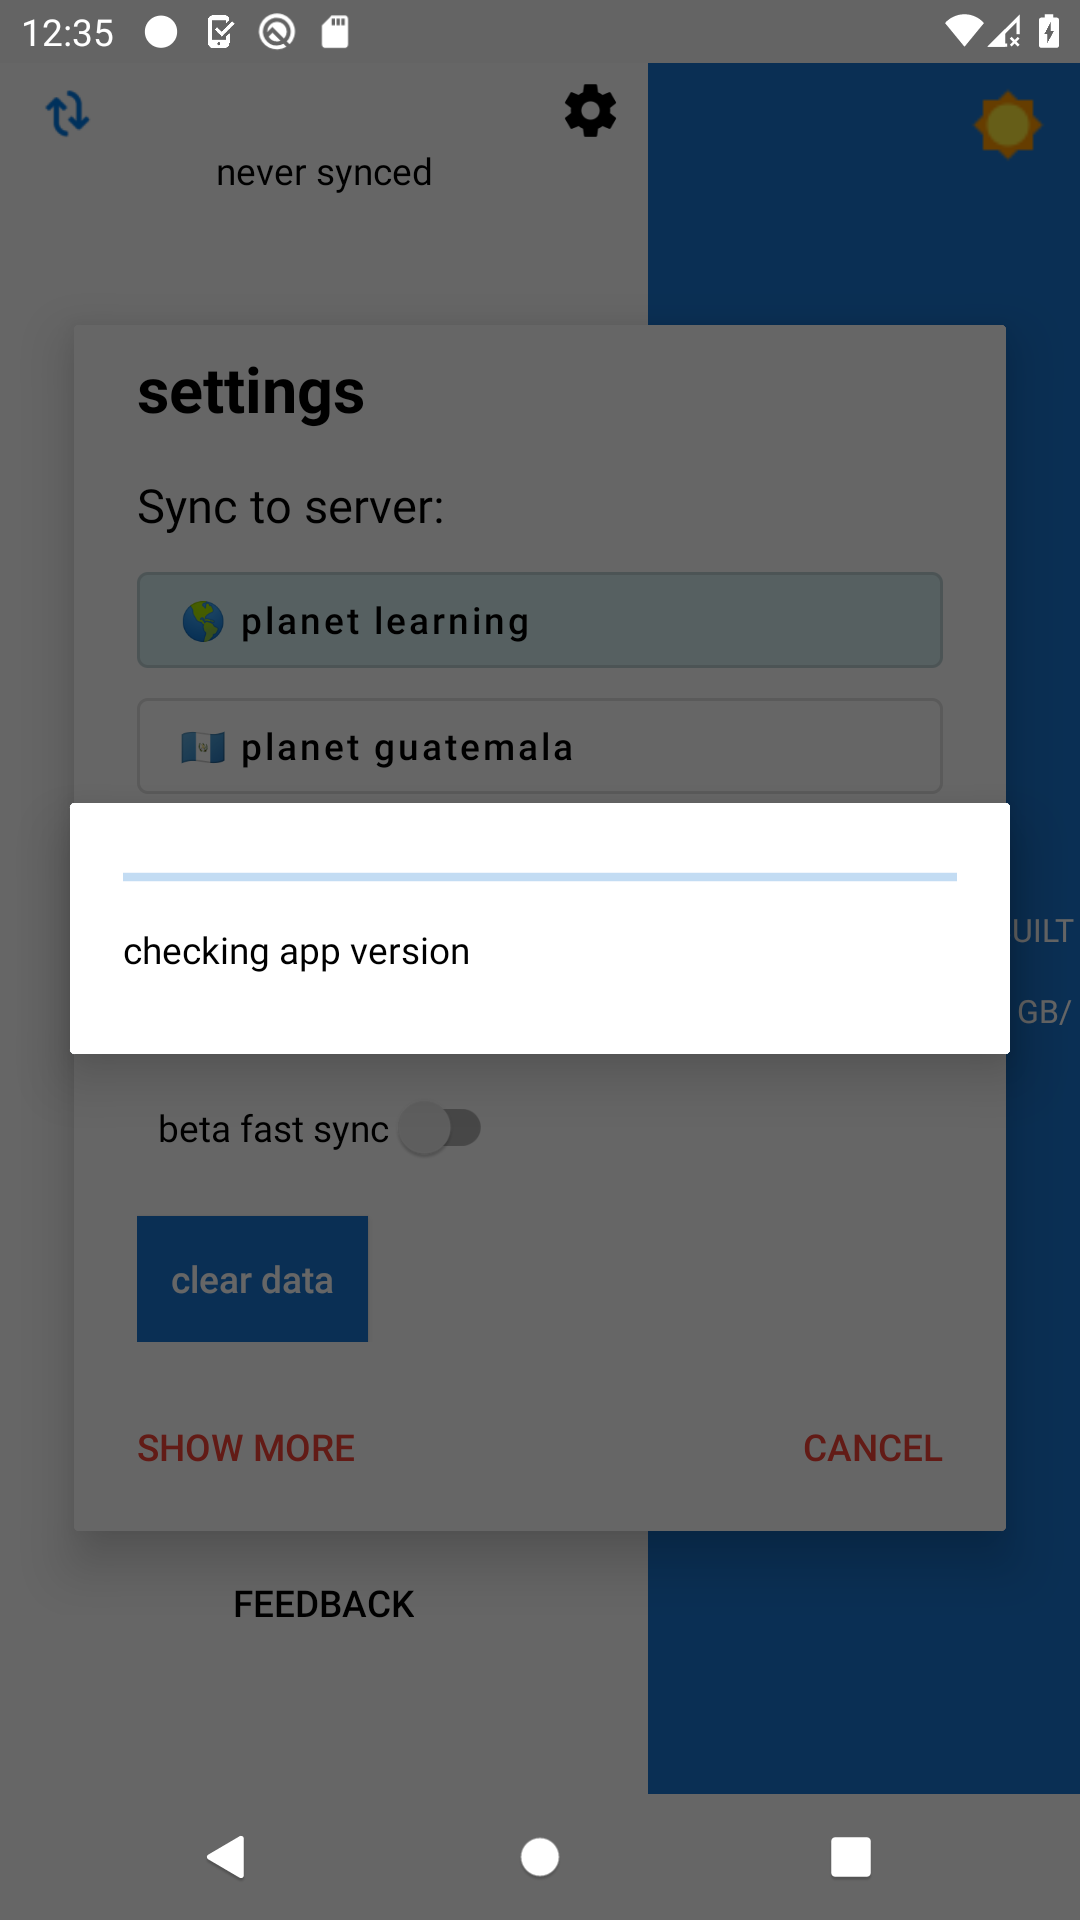 12:35
never synced
settings
Sync to server:
🌎 planet learning
🇬🇹 planet guatemala
checking app version
UILT
GB/
beta fast sync
clear data
SHOW MORE
CANCEL
FEEDBACK